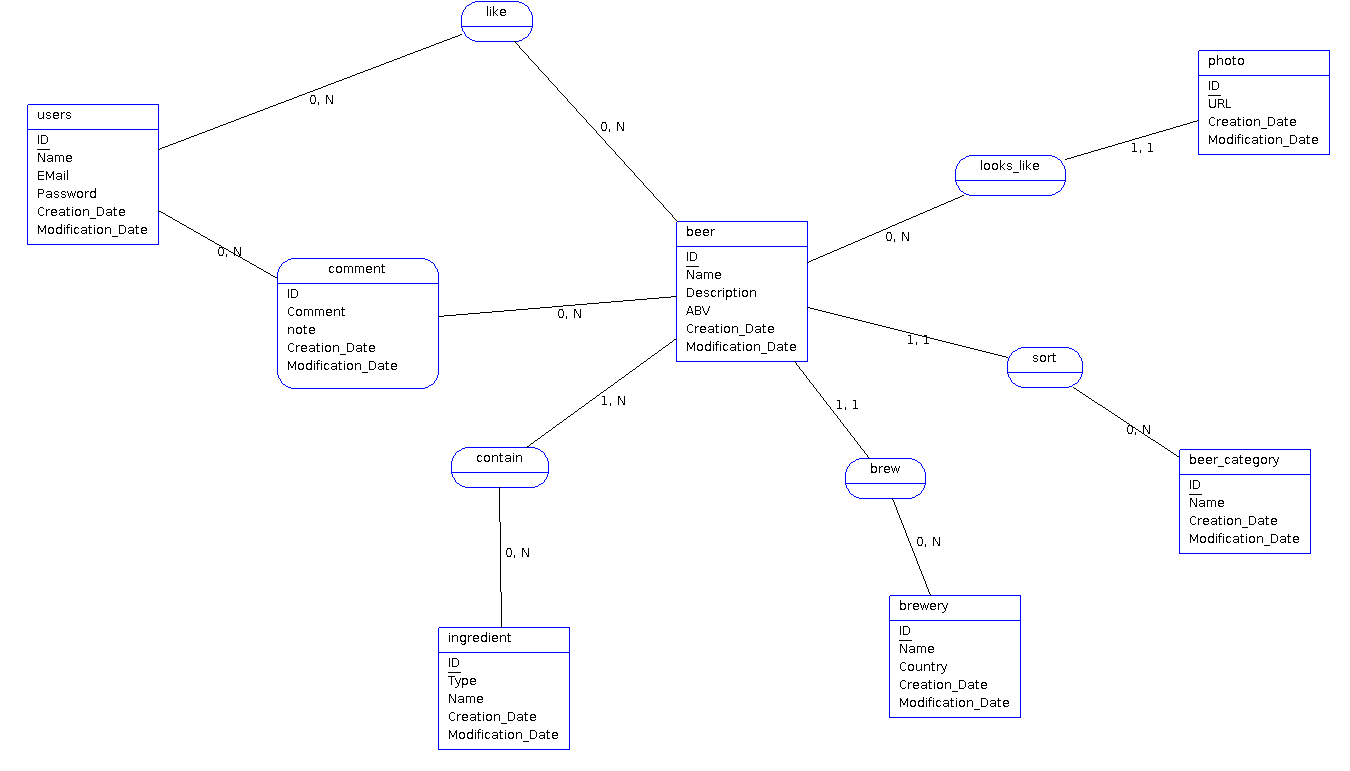 like
0, N
0, N
users
ID
Name
EMail
Password
Creation_Date
Modification_Date
0, N
comment
ID
Comment
note
Creation_Date
Modification_Date
0, N
beer
ID
Name
Description
ABV
Creation_Date
Modification_Date
photo
ID
URL
Creation_Date
Modification_Date
1, 1
looks_like
0, N
1, 1
sort
0, N
beer_category
ID
Name
Creation_Date
Modification_Date
1, N
contain
0, N
ingredient
ID
Type
Name
Creation_Date
Modification_Date
1, 1
brew
0, N
brewery
ID
Name
Country
Creation_Date
Modification_Date